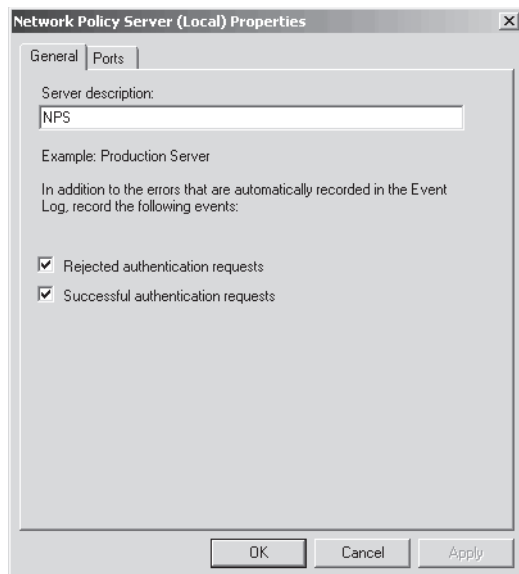 Network Policy Server (Local) Properties
General Ports
Server description:
NPS
Example: Production Server
In addition to the errors that are automatically recorded in the Event
Log, record the following events:
Rejected authentication requests
Successful authentication requests
OK Cancel Apply